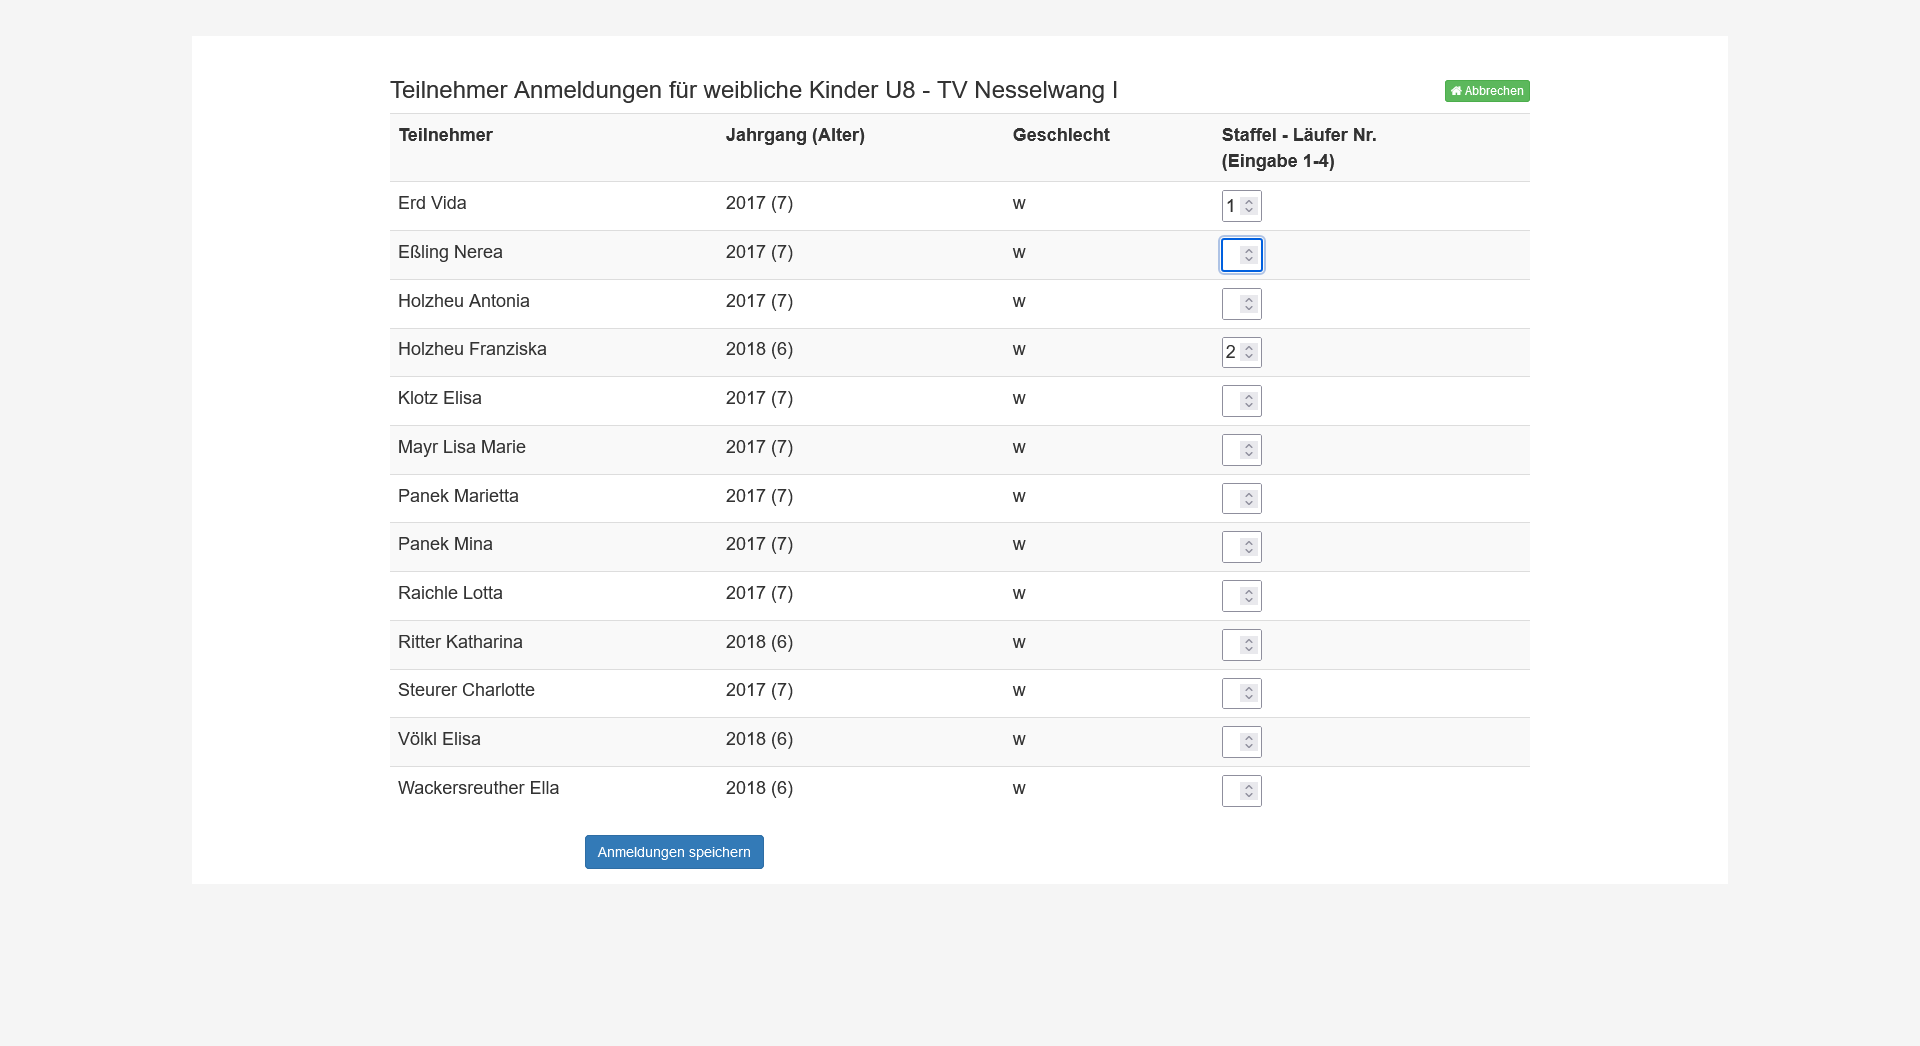 Teilnehmer Anmeldungen für weibliche Kinder U8 - TV Nesselwang I
Abbrechen
Teilnehmer Jahrgang (Alter) Geschlecht Staffel - Läufer Nr.
(Eingabe 1-4)
Erd Vida 2017 (7) w 1
Eßling Nerea 2017 (7) w
Holzheu Antonia 2017 (7) w
Holzheu Franziska 2018 (6) w 2
Klotz Elisa 2017 (7) w
Mayr Lisa Marie 2017 (7) w
Panek Marietta 2017 (7) w
Panek Mina 2017 (7) w
Raichle Lotta 2017 (7) w
Ritter Katharina 2018 (6) w
Steurer Charlotte 2017 (7) w
Völkl Elisa 2018 (6) w
Wackersreuther Ella 2018 (6) w
Anmeldungen speichern